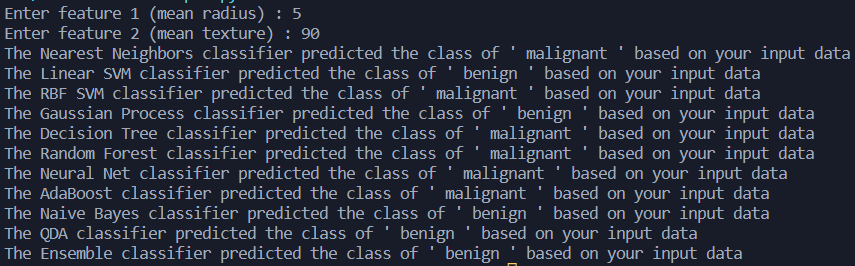 Enter feature 1 (mean radius) : 5
Enter feature 2 (mean texture) : 90
The Nearest Neighbors classifier predicted the class of ' malignant ' based on your input data
The Linear SVM classifier predicted the class of ' benign ' based on your input data
The RBF SVM classifier predicted the class of ' malignant ' based on your input data
The Gaussian Process classifier predicted the class of ' benign ' based on your input data
The Decision Tree classifier predicted the class of ' malignant ' based on your input data
The Random Forest classifier predicted the class of ' malignant ' based on your input data
The Neural Net classifier predicted the class of ' malignant ' based on your input data
The AdaBoost classifier predicted the class of ' malignant ' based on your input data
The Naive Bayes classifier predicted the class of ' benign ' based on your input data
The QDA classifier predicted the class of ' benign ' based on your input data
The Ensemble classifier predicted the class of ' benign ' based on your input data